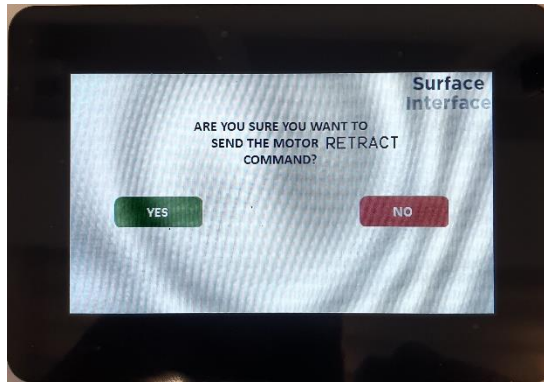 Surface
Interface
ARE YOU SURE YOU WANT TO
SEND THE MOTOR RETRACT
COMMAND?
YES
NO